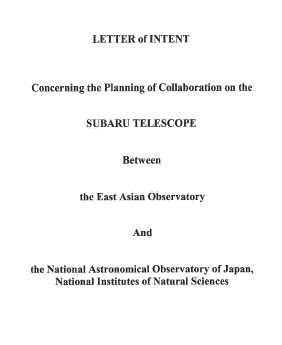 LETTER of INTENT
Concerning the Planning of Collaboration on the
SUBARU TELESCOPE
Between
the East Asian Observatory
And
the National Astronomical Observatory of Japan,
National Institutes of Natural Sciences